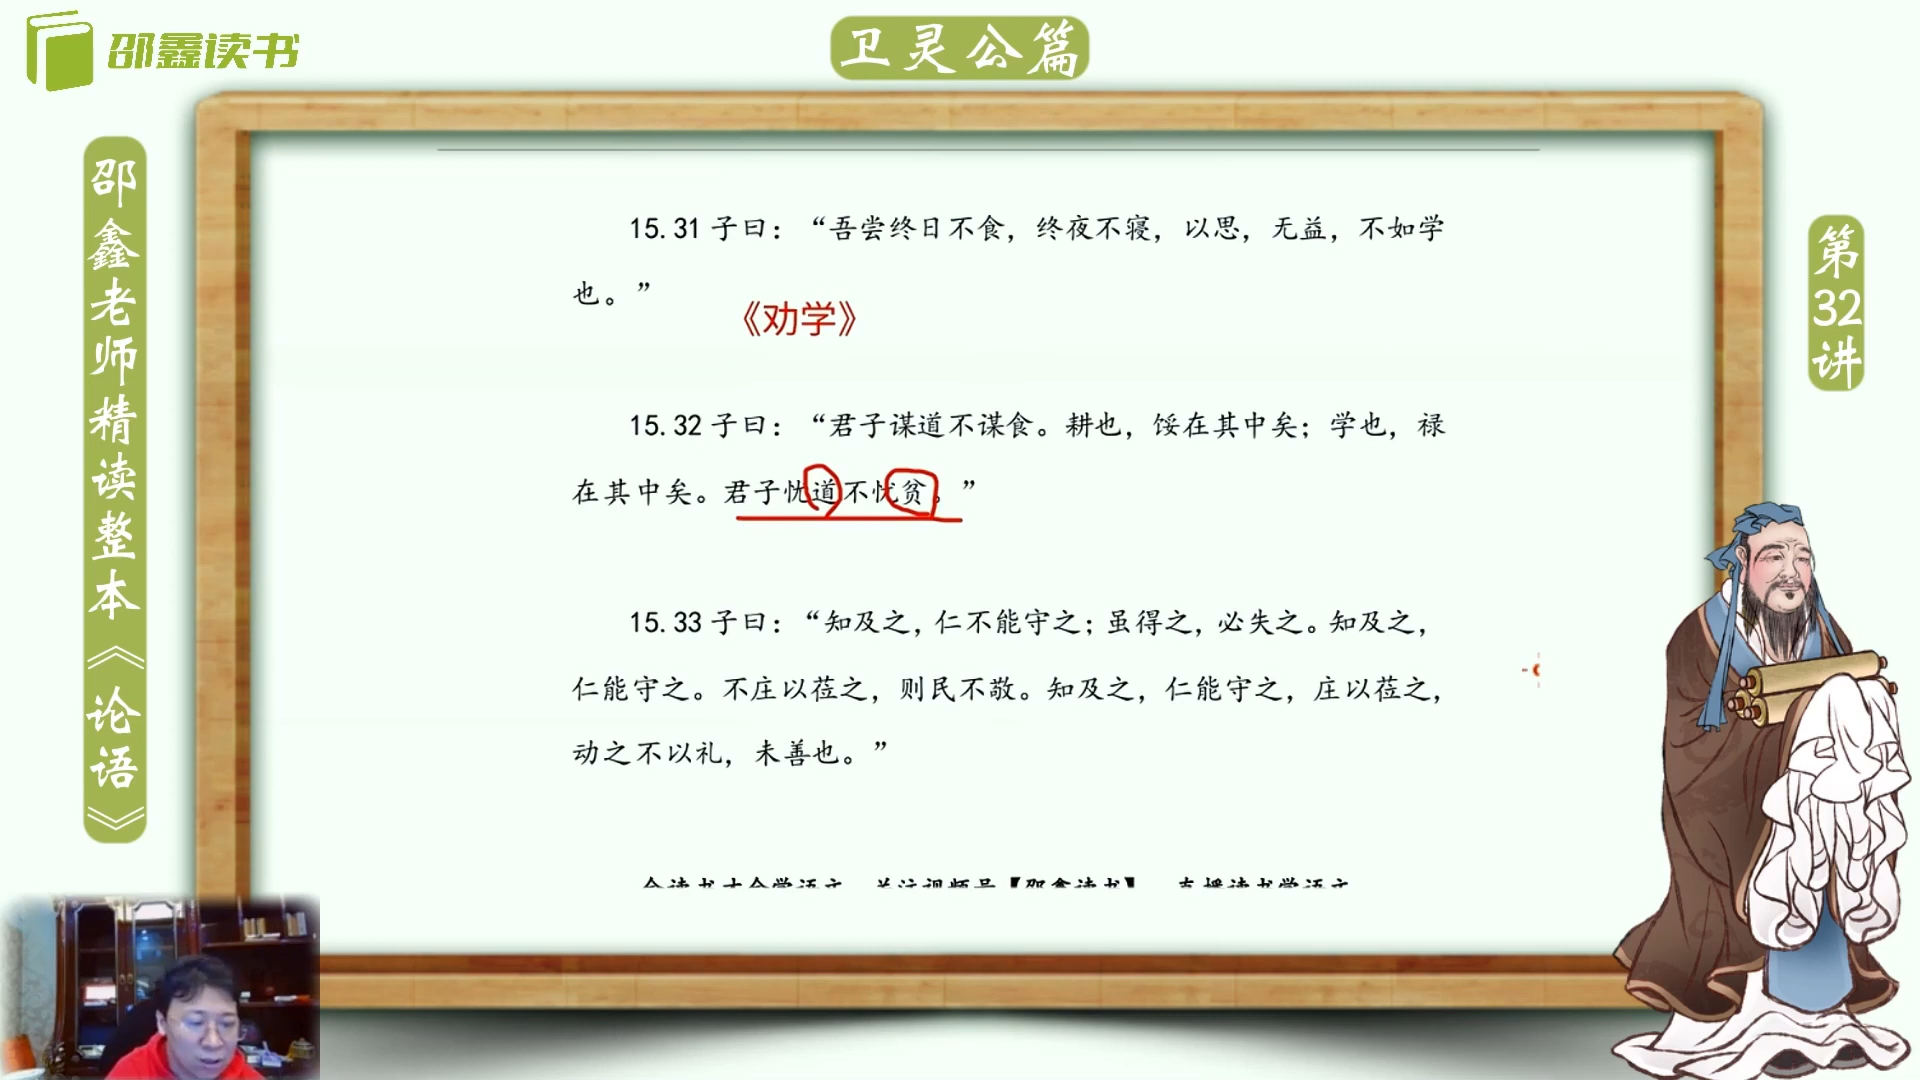 邵鑫读书
卫灵公篇
邵鑫老师精读整本《论语》
第32讲
15.31 子曰：“吾尝终日不食，终夜不寝，以思，无益，不如学
也。”
《劝学》
15.32 子曰：“君子谋道不谋食。耕也，馁在其中矣；学也，禄
在其中矣。君子忧道不忧贫。”
15.33 子曰：“知及之，仁不能守之；虽得之，必失之。知及之，
仁能守之。不庄以莅之，则民不敬。知及之，仁能守之，庄以莅之，
动之不以礼，未善也。”